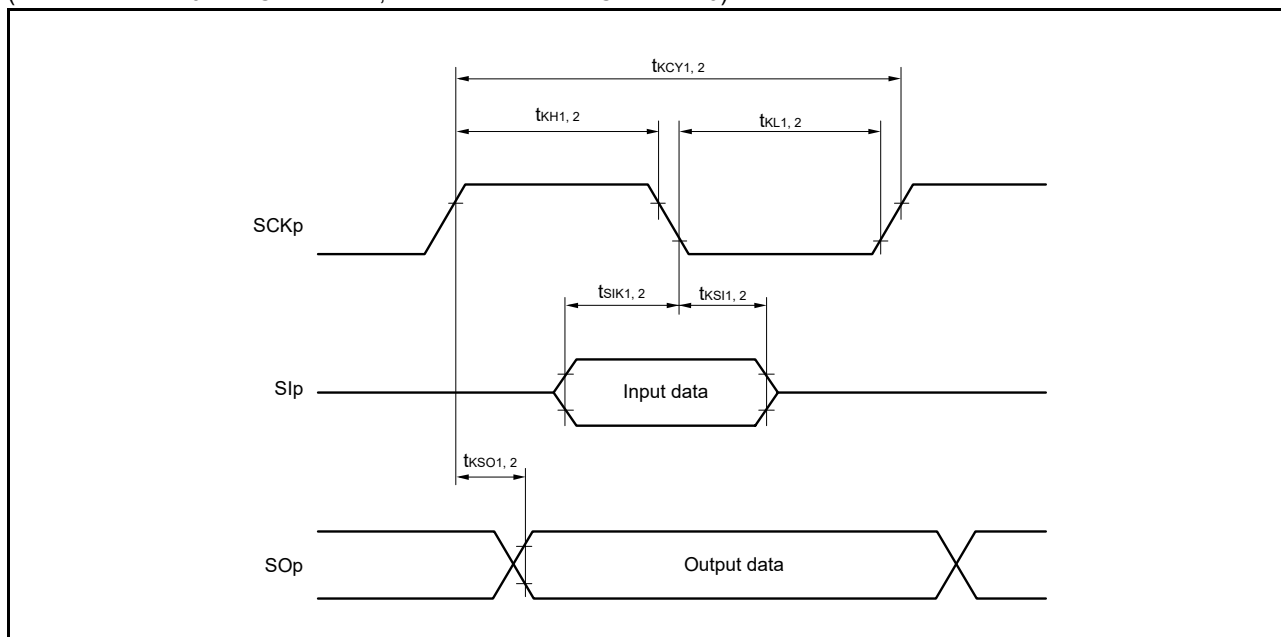 tKCY1, 2
tKH1, 2
tKL1, 2
SCKp
tSIK1, 2
tKSI1, 2
SIp
Input data
tKSO1, 2
SOp
Output data